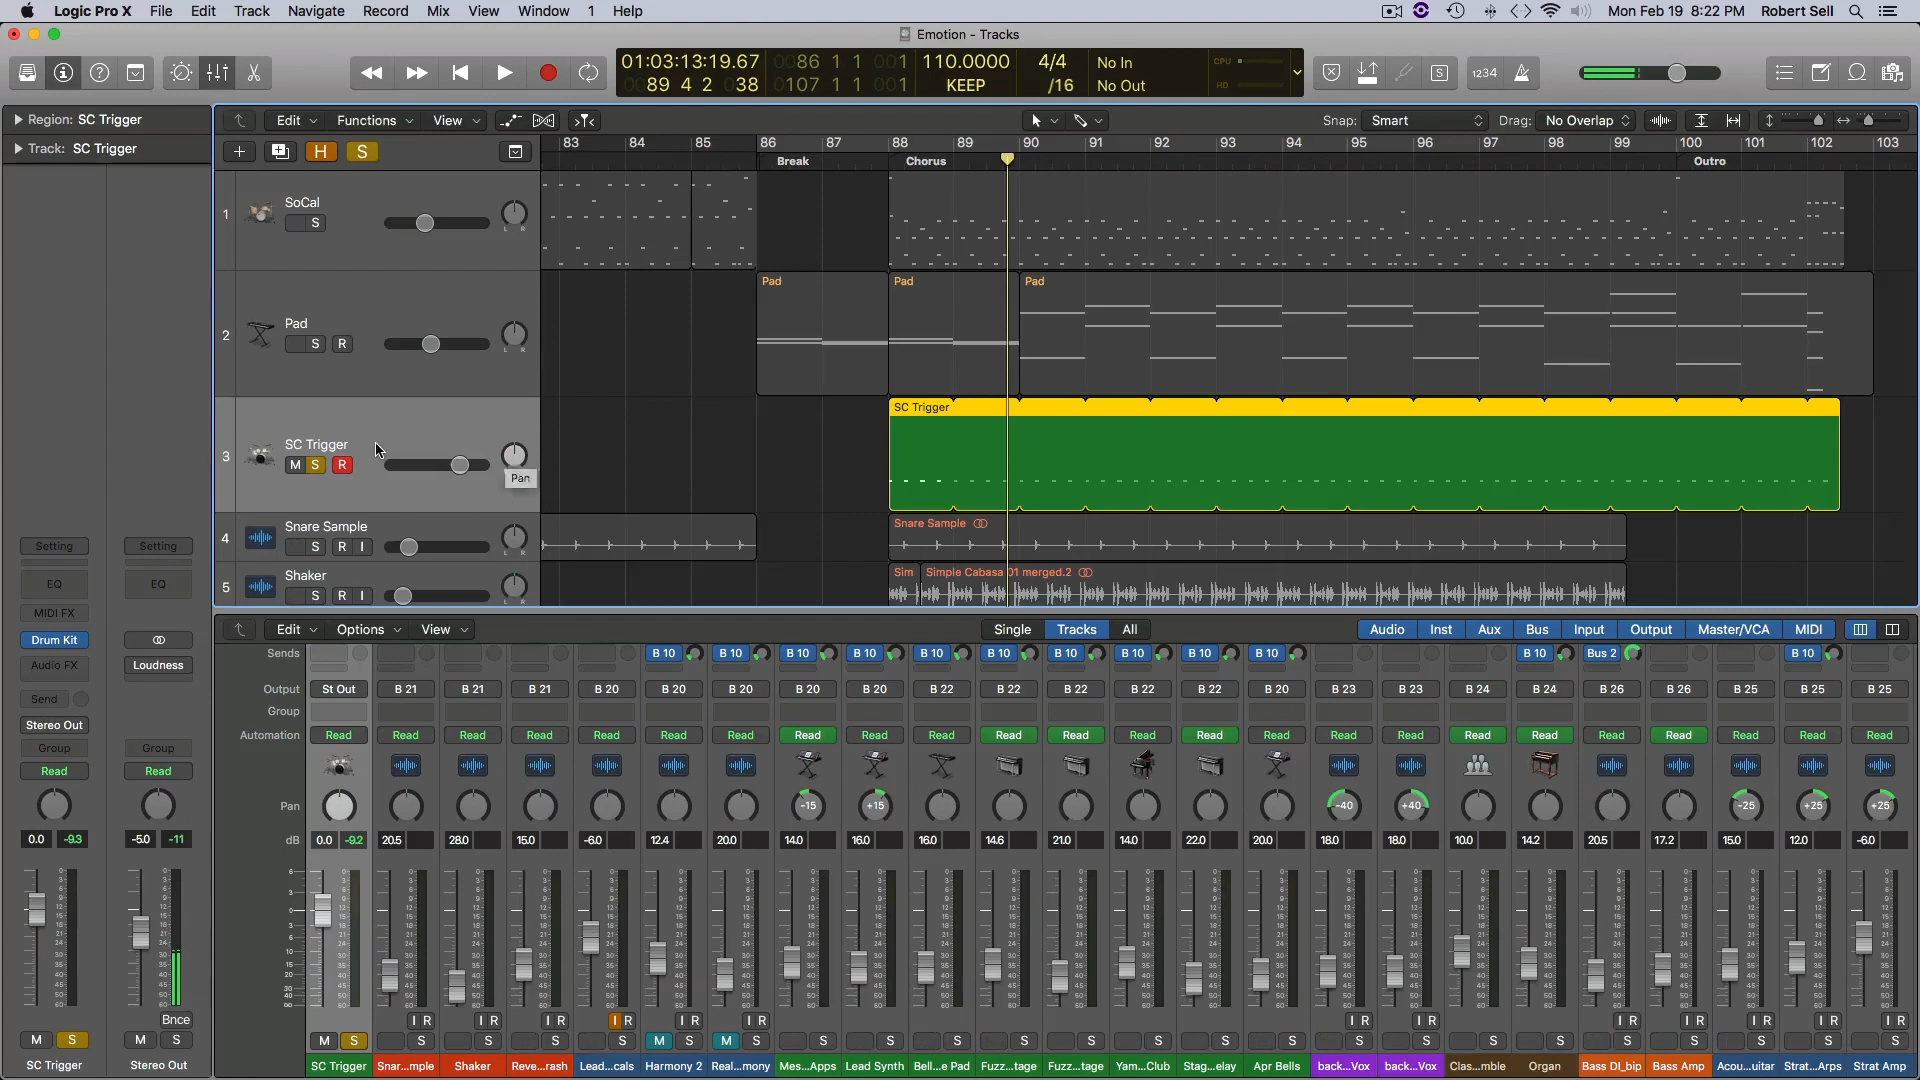 Logic Pro X File Edit Track Navigate Record Mix View Window 1 Help Mon Feb 19 8:22 PM Robert Sell
Emotion - Tracks
01:03:13:19.67 0086 1 1 001 110.0000 4/4 No In CPU
0089 4 2 038 0107 1 1 001 KEEP /16 No Out HD
S 1234
Region: SC Trigger
Track: SC Trigger
Edit Functions View Snap: Smart Drag: No Overlap
H S
83 84 85 86 87 88 89 90 91 92 93 94 95 96 97 98 99 100 101 102 103
Break Chorus Outro
1 SoCal
S L R
2 Pad
S R L R
Pad Pad Pad
3 SC Trigger
M S R
Pan
SC Trigger
4 Snare Sample
S R I
Snare Sample
5 Shaker
S R I
Sim Simple Cabasa 01 merged.2
Setting Setting
EQ EQ
MIDI FX
Drum Kit
Audio FX Loudness
Send
Stereo Out
Group Group
Read Read
0.0 -9.3 -5.0 -11
Bnce
M S M S
SC Trigger Stereo Out
Edit Options View Single Tracks All Audio Inst Aux Bus Input Output Master/VCA MIDI
Sends B 10 B 10 B 10 B 10 B 10 B 10 B 10 B 10 B 10 B 10 B 10 Bus 2 B 10
Output St Out B 21 B 21 B 21 B 20 B 20 B 20 B 20 B 20 B 22 B 22 B 22 B 22 B 22 B 20 B 23 B 23 B 24 B 24 B 26 B 26 B 25 B 25 B 25
Group
Automation Read Read Read Read Read Read Read Read Read Read Read Read Read Read Read Read Read Read Read Read Read Read Read Read
Pan -15 +15 -40 +40 -25 +25 +25
dB 0.0 -9.2 20.5 28.0 15.0 -6.0 12.4 20.0 14.0 16.0 16.0 14.6 21.0 14.0 22.0 20.0 18.0 18.0 10.0 14.2 20.5 17.2 15.0 12.0 -6.0
I R I R I R I R I R I R I R I R I R I R I R I R I R
M S S S S S M S M S S S S S S S S S S S S S S S S S S
SC Trigger Snar...mple Shaker Reve...rash Lead...cals Harmony 2 Real...mony Mes...Apps Lead Synth Bell...e Pad Fuzz...tage Fuzz...tage Yam...Club Stag...elay Apr Bells back...Vox back...Vox Clas...mble Organ Bass DI_bip Bass Amp Acou...uitar Strat...Arps Strat Amp